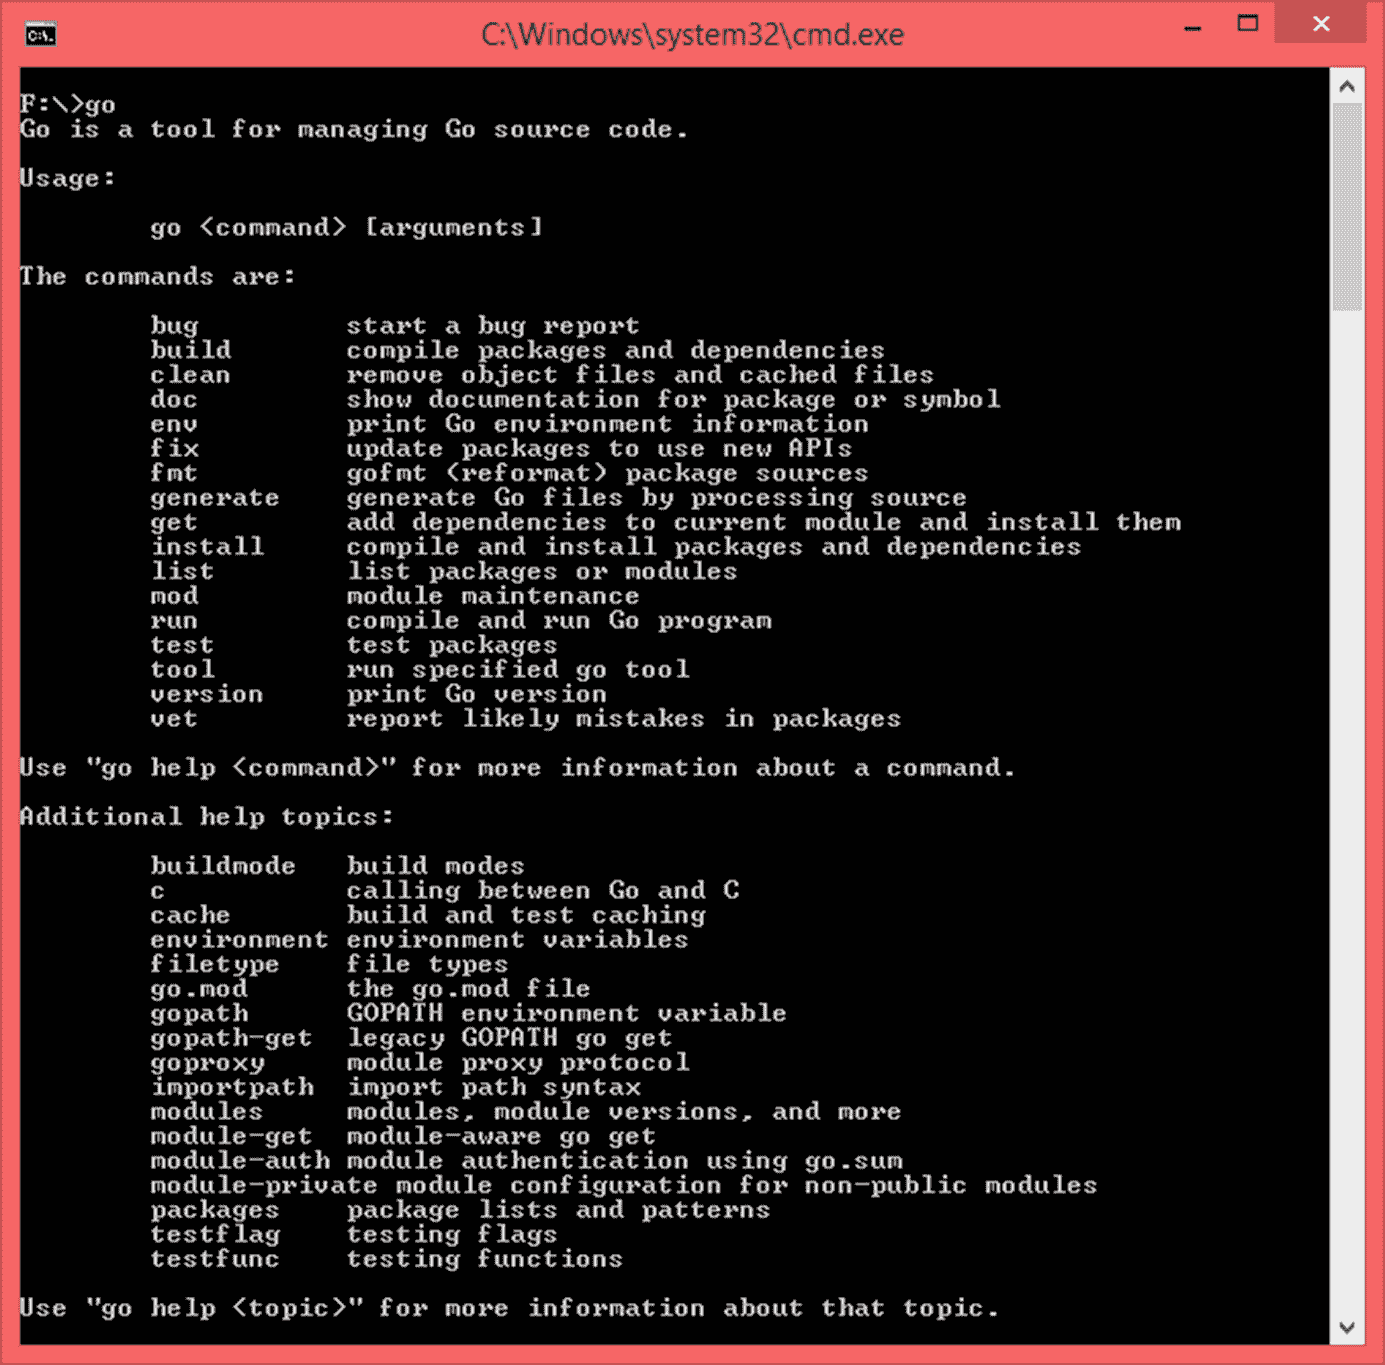 C:\Windows\system32\cmd.exe
F:\>go
Go is a tool for managing Go source code.
Usage:
go <command> [arguments]
The commands are:
bug start a bug report
build compile packages and dependencies
clean remove object files and cached files
doc show documentation for package or symbol
env print Go environment information
fix update packages to use new APIs
fmt gofmt (reformat) package sources
generate generate Go files by processing source
get add dependencies to current module and install them
install compile and install packages and dependencies
list list packages or modules
mod module maintenance
run compile and run Go program
test test packages
tool run specified go tool
version print Go version
vet report likely mistakes in packages
Use "go help <command>" for more information about a command.
Additional help topics:
buildmode build modes
c calling between Go and C
cache build and test caching
environment environment variables
filetype file types
go.mod the go.mod file
gopath GOPATH environment variable
gopath-get legacy GOPATH go get
goproxy module proxy protocol
importpath import path syntax
modules modules, module versions, and more
module-get module-aware go get
module-auth module authentication using go.sum
module-private module configuration for non-public modules
packages package lists and patterns
testflag testing flags
testfunc testing functions
Use "go help <topic>" for more information about that topic.